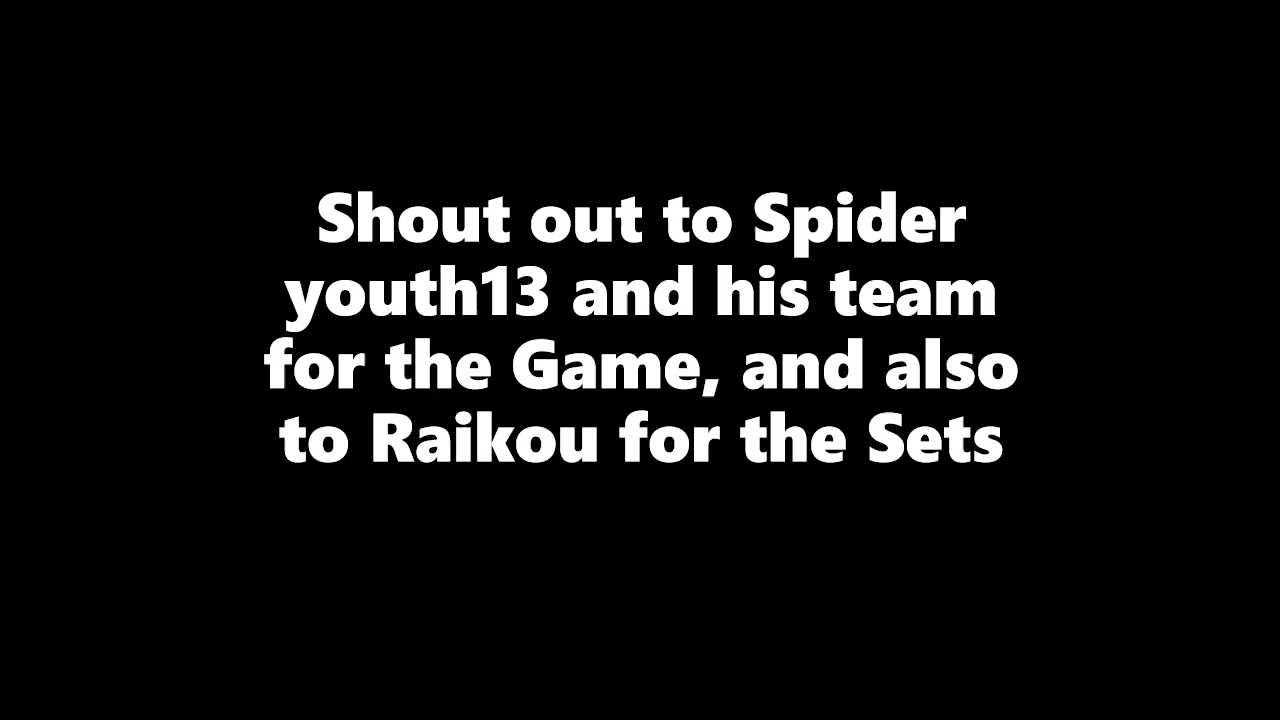 Shout out to Spider
youth13 and his team
for the Game, and also
to Raikou for the Sets